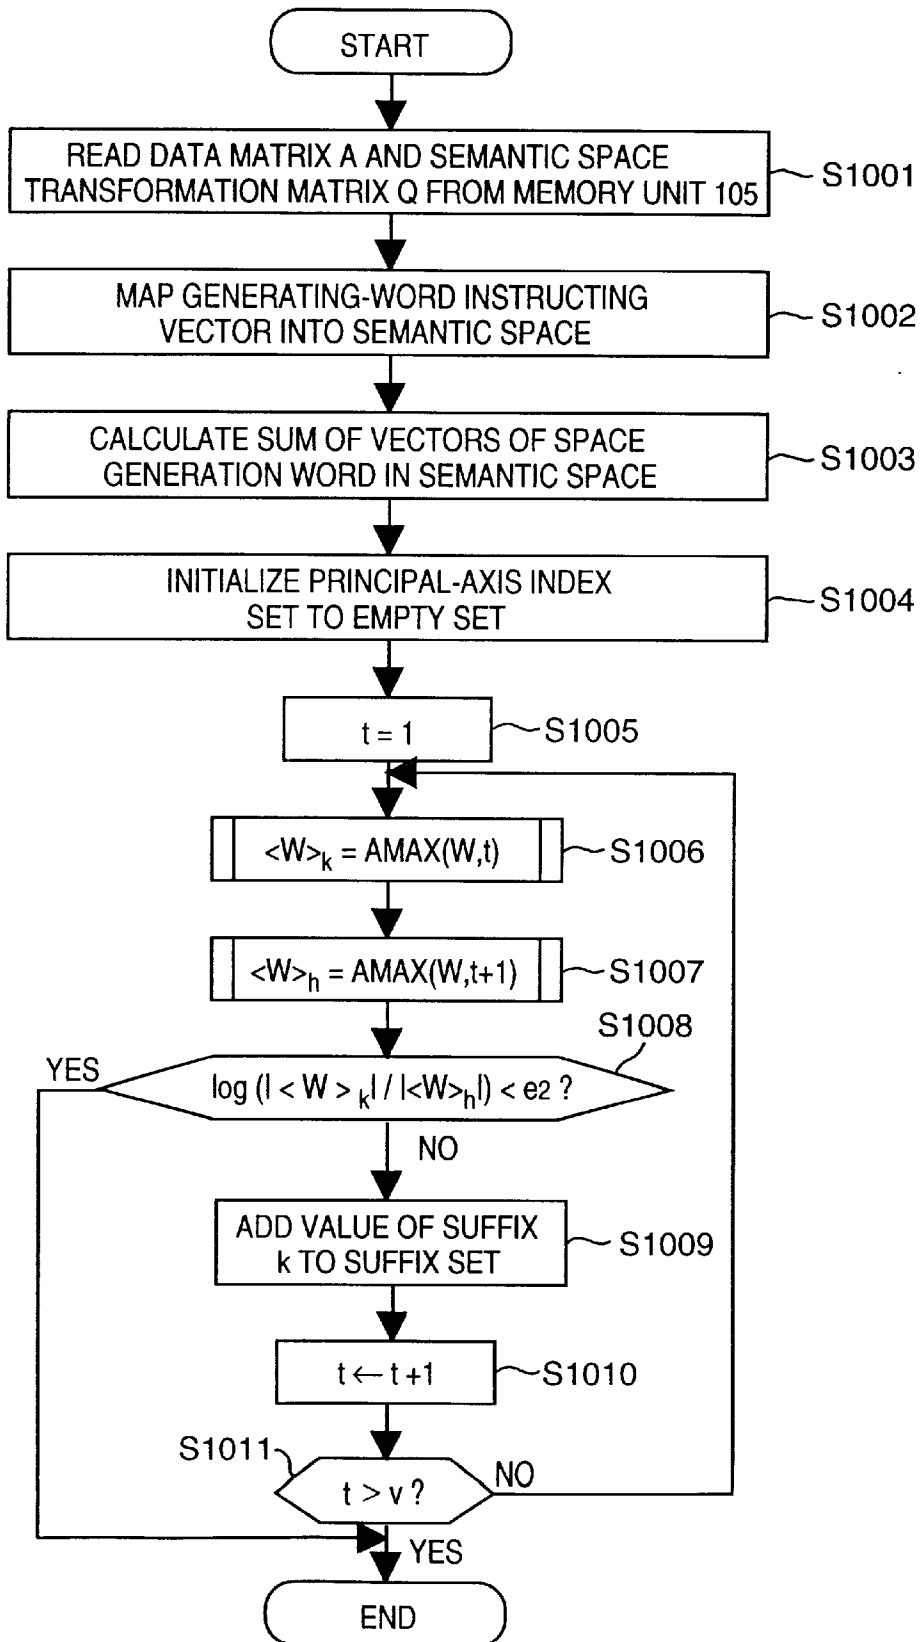 START
READ DATA MATRIX A AND SEMANTIC SPACE
TRANSFORMATION MATRIX Q FROM MEMORY UNIT 105
S1001
MAP GENERATING-WORD INSTRUCTING
VECTOR INTO SEMANTIC SPACE
S1002
CALCULATE SUM OF VECTORS OF SPACE
GENERATION WORD IN SEMANTIC SPACE
S1003
INITIALIZE PRINCIPAL-AXIS INDEX
SET TO EMPTY SET
S1004
t = 1
S1005
<W>k = AMAX(W,t)
S1006
<W>h = AMAX(W,t+1)
S1007
S1008
YES
log (| < W > k| / |<W>h|) < e2 ?
NO
ADD VALUE OF SUFFIX
k TO SUFFIX SET
S1009
t ← t +1
S1010
S1011
t > v ?
NO
YES
END